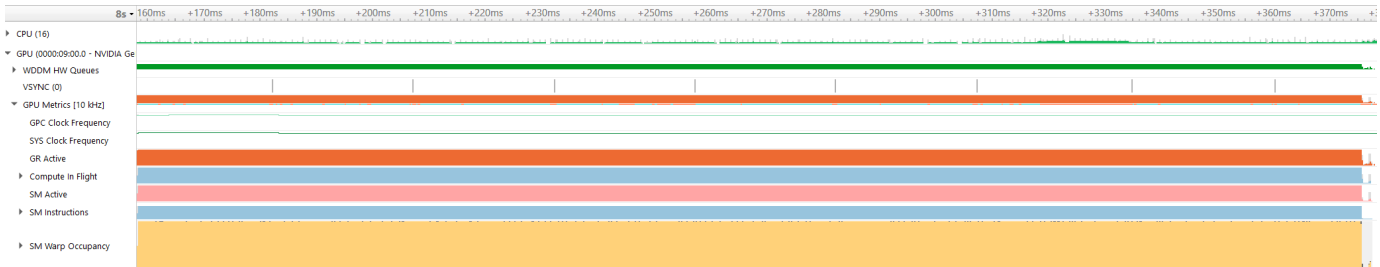 8s 160ms +170ms +180ms +190ms +200ms +210ms +220ms +230ms +240ms +250ms +260ms +270ms +280ms +290ms +300ms +310ms +320ms +330ms +340ms +350ms +360ms +370ms
CPU (16)
GPU (0000:09:00.0 - NVIDIA Ge
WDDM HW Queues
VSYNC (0)
GPU Metrics [10 kHz]
GPC Clock Frequency
SYS Clock Frequency
GR Active
Compute In Flight
SM Active
SM Instructions
SM Warp Occupancy